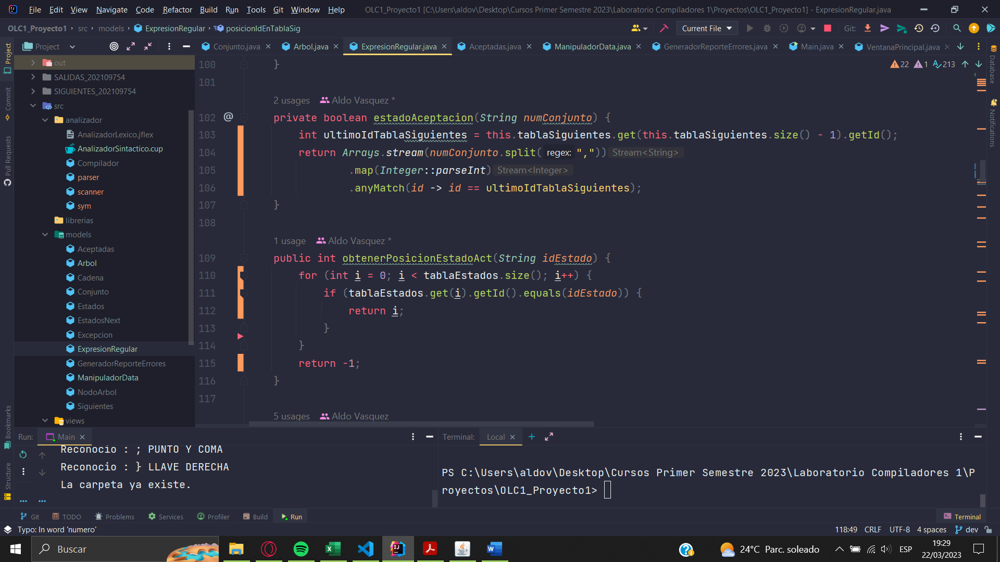 File Edit View Navigate Code Refactor Build Run Tools Git Window Help OLC1_Proyecto1 [C:\Users\aldov\Desktop\Cursos Primer Semestre 2023\Laboratorio Compiladores 1\Proyectos\OLC1_Proyecto1] - ExpresionRegular.java
OLC1_Proyecto1 > src > models > ExpresionRegular > posicionIdEnTablaSig Current File Git:
Project Conjunto.java Arbol.java ExpresionRegular.java Aceptadas.java ManipuladorData.java GeneradorReporteErrores.java Main.java VentanaPrincipal.java
Project
Commit
Pull Requests
Bookmarks
Structure
out
SALIDAS_202109754
SIGUIENTES_202109754
src
analizador
AnalizadorLexico.jflex
AnalizadorSintactico.cup
Compilador
parser
scanner
sym
librerias
models
Aceptadas
Arbol
Cadena
Conjunto
Estados
EstadosNext
Excepcion
ExpresionRegular
GeneradorReporteErrores
ManipuladorData
NodoArbol
Siguientes
views
22 1 213
100 }
101
2 usages Aldo Vasquez *
102 @ private boolean estadoAceptacion(String numConjunto) {
103 int ultimoIdTablaSiguientes = this.tablaSiguientes.get(this.tablaSiguientes.size() - 1).getId();
104 return Arrays.stream(numConjunto.split( regex: ",")) Stream<String>
105 .map(Integer::parseInt) Stream<Integer>
106 .anyMatch(id -> id == ultimoIdTablaSiguientes);
107 }
108
1 usage Aldo Vasquez *
109 public int obtenerPosicionEstadoAct(String idEstado) {
110 for (int i = 0; i < tablaEstados.size(); i++) {
111 if (tablaEstados.get(i).getId().equals(idEstado)) {
112 return i;
113 }
114 }
115 return -1;
116 }
117
5 usages Aldo Vasquez
Database
Notifications
Run: Main
Reconocio : ; PUNTO Y COMA
Reconocio : } LLAVE DERECHA
La carpeta ya existe.
Terminal: Local
PS C:\Users\aldov\Desktop\Cursos Primer Semestre 2023\Laboratorio Compiladores 1\P
royectos\OLC1_Proyecto1>
Git TODO Problems Services Profiler Build Run Terminal
Typo: In word 'numero' 118:49 CRLF UTF-8 4 spaces dev
Buscar 24°C Parc. soleado ESP 19:29
22/03/2023